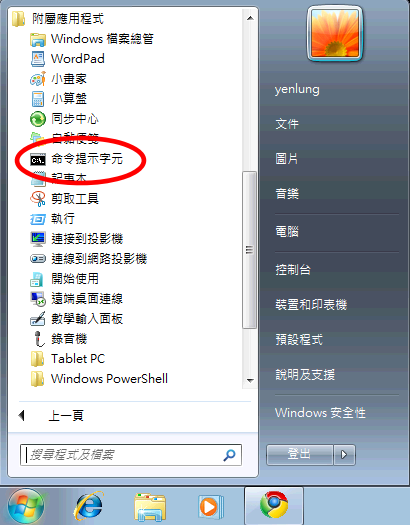 附屬應用程式
Windows 檔案總管
WordPad
小畫家
小算盤
同步中心
自黏便箋
命令提示字元
記事本
剪取工具
執行
連接到投影機
連線到網路投影機
開始使用
遠端桌面連線
數學輸入面板
錄音機
Tablet PC
Windows PowerShell
上一頁
搜尋程式及檔案
yenlung
文件
圖片
音樂
電腦
控制台
裝置和印表機
預設程式
說明及支援
Windows 安全性
登出